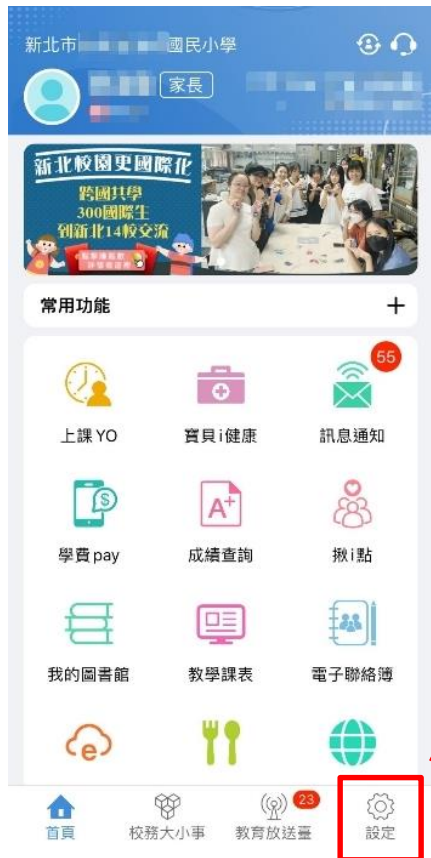 新北市 國民小學
家長
新北校園更國際化
跨國共學
300國際生
到新北14校交流
常用功能 +
55
上課YO 寶貝i健康 訊息通知
學費pay 成績查詢 揪i點
我的圖書館 教學課表 電子聯絡簿
23
首頁 校務大小事 教育放送臺 設定